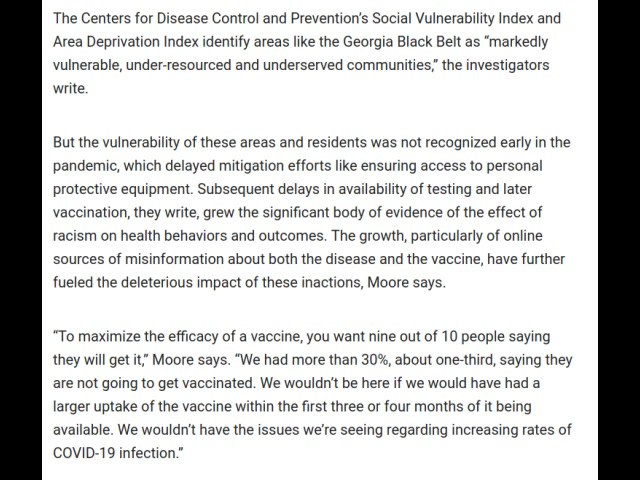 The Centers for Disease Control and Prevention’s Social Vulnerability Index and
Area Deprivation Index identify areas like the Georgia Black Belt as “markedly
vulnerable, under-resourced and underserved communities,” the investigators
write.
But the vulnerability of these areas and residents was not recognized early in the
pandemic, which delayed mitigation efforts like ensuring access to personal
protective equipment. Subsequent delays in availability of testing and later
vaccination, they write, grew the significant body of evidence of the effect of
racism on health behaviors and outcomes. The growth, particularly of online
sources of misinformation about both the disease and the vaccine, have further
fueled the deleterious impact of these inactions, Moore says.
“To maximize the efficacy of a vaccine, you want nine out of 10 people saying
they will get it,” Moore says. “We had more than 30%, about one-third, saying they
are not going to get vaccinated. We wouldn’t be here if we would have had a
larger uptake of the vaccine within the first three or four months of it being
available. We wouldn’t have the issues we’re seeing regarding increasing rates of
COVID-19 infection.”